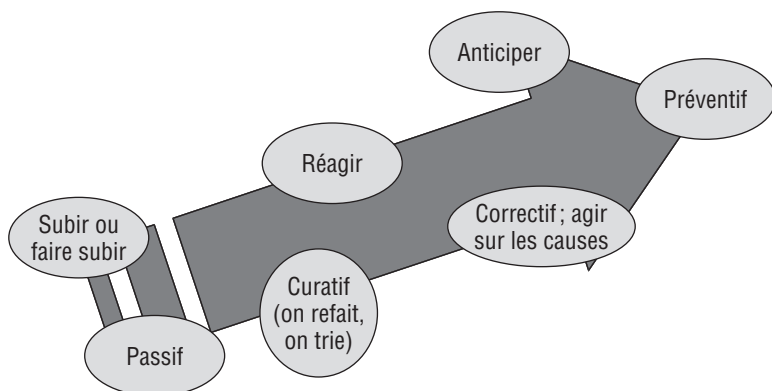 Anticiper
Préventif
Réagir
Subir ou
faire subir
Correctif ; agir
sur les causes
Curatif
(on refait,
on trie)
Passif